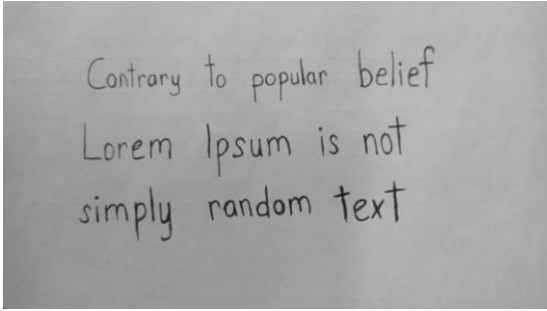 Contrary to popular belief
Lorem Ipsum is not
simply random text